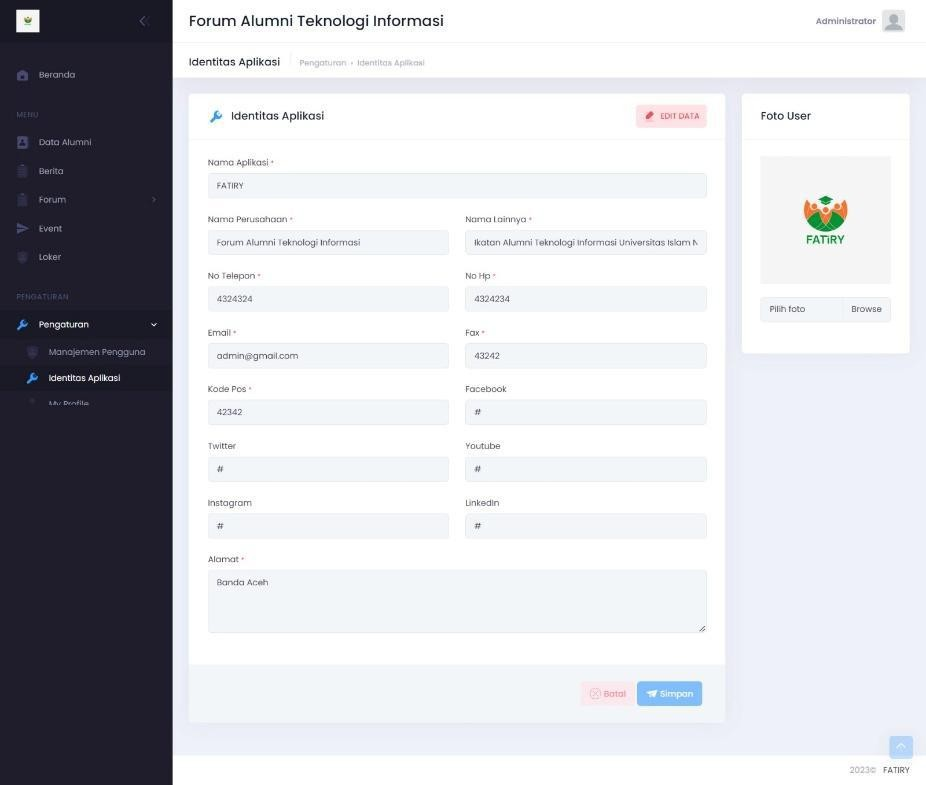 Forum Alumni Teknologi Informasi
Administrator
Beranda
MENU
Data Alumni
Berita
Forum
Event
Loker
PENGATURAN
Pengaturan
Manajemen Pengguna
Identitas Aplikasi
My Profile
Identitas Aplikasi
Pengaturan • Identitas Aplikasi
Identitas Aplikasi
EDIT DATA
Nama Aplikasi *
FATIRY
Nama Perusahaan *
Nama Lainnya *
Forum Alumni Teknologi Informasi
Ikatan Alumni Teknologi Informasi Universitas Islam N
No Telepon *
No Hp *
4324324
4324234
Email *
Fax *
admin@gmail.com
43242
Kode Pos *
Facebook
42342
#
Twitter
Youtube
#
#
Instagram
LinkedIn
#
#
Alamat *
Banda Aceh
Batal
Simpan
Foto User
FATIRY
Pilih foto
Browse
2023© FATIRY